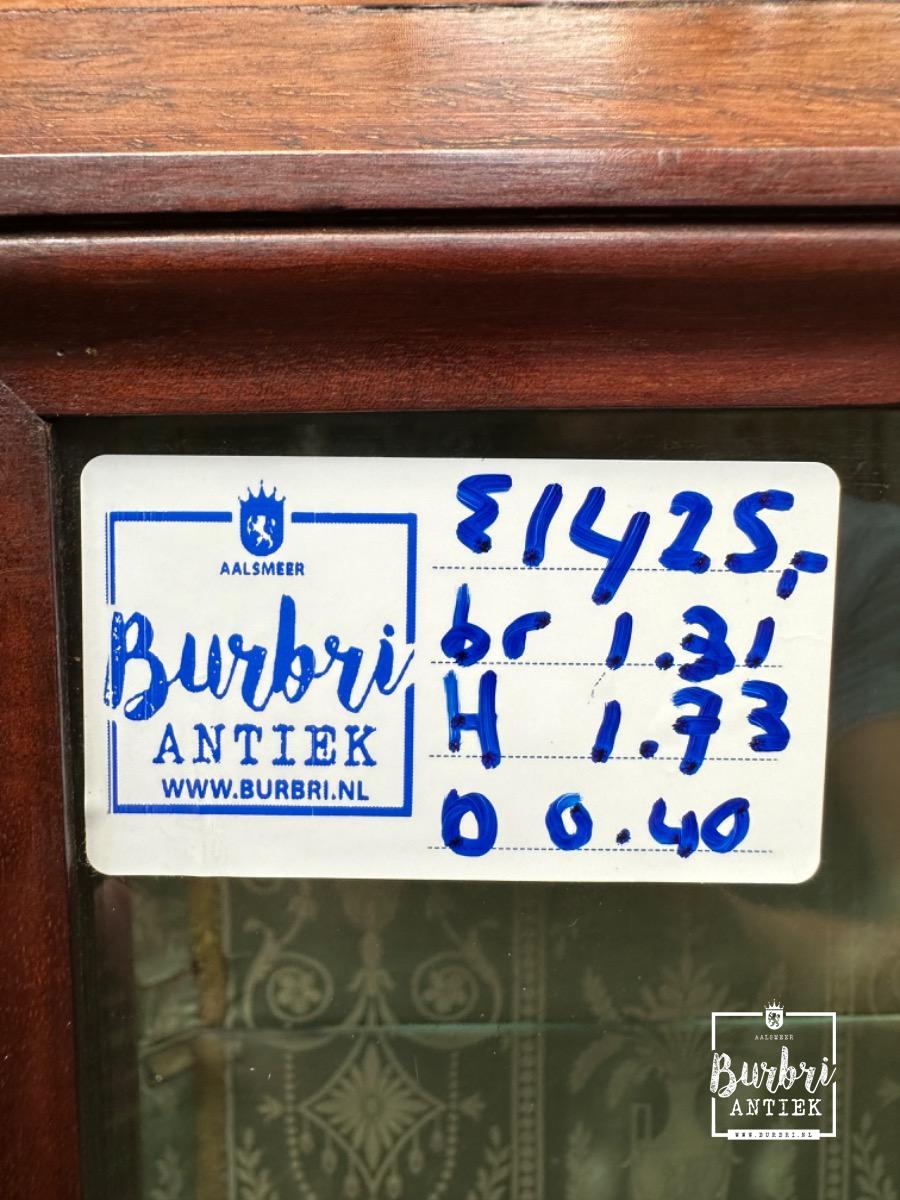 AALSMEER
Burbri
ANTIEK
WWW.BURBRI.NL
€1425,-
br 1.31
H 1.73
D 0.40
AALSMEER
Burbri
ANTIEK
WWW.BURBRI.NL